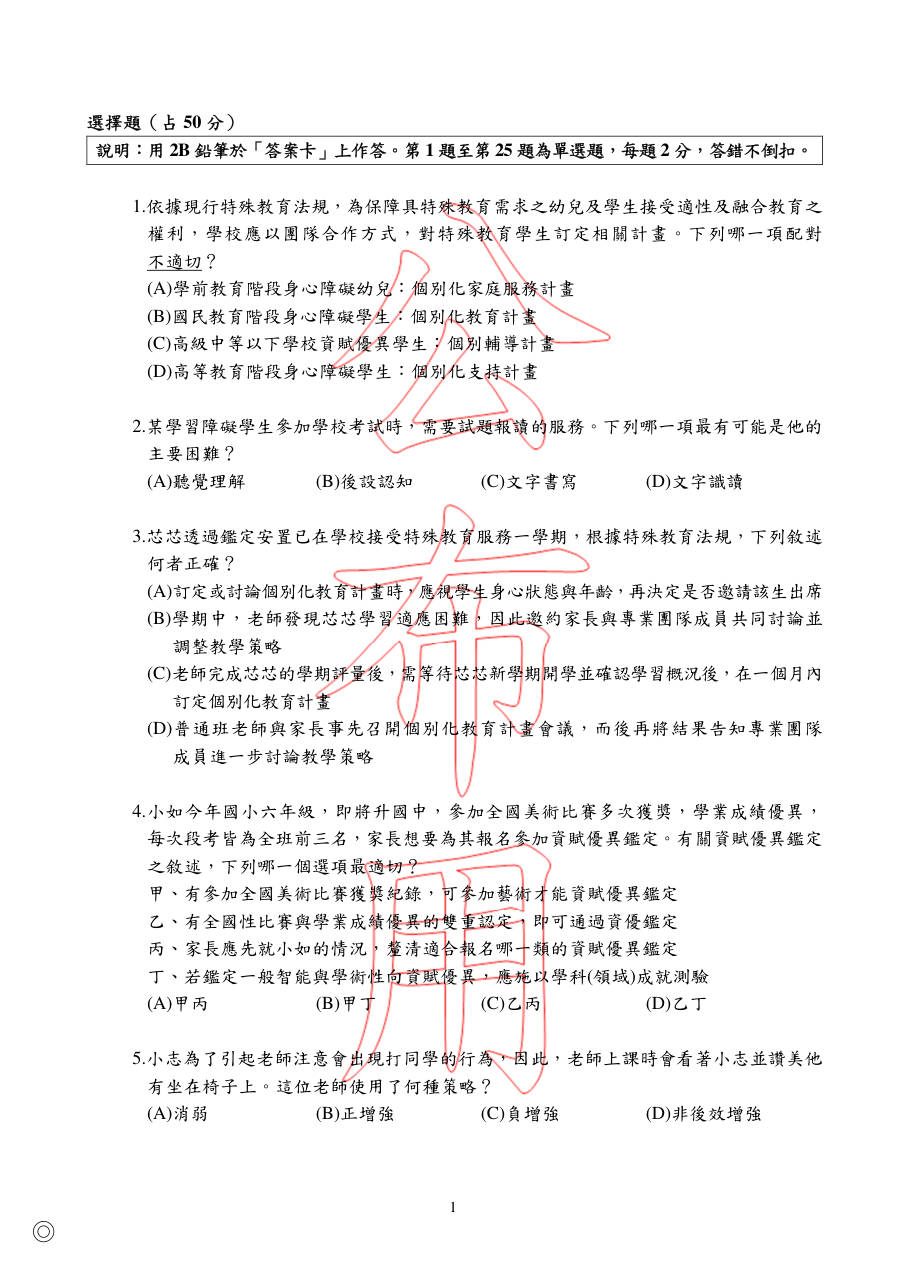 選擇題（占 50 分）
說明：用 2B 鉛筆於「答案卡」上作答。第 1 題至第 25 題為單選題，每題 2 分，答錯不倒扣。
1.依據現行特殊教育法規，為保障具特殊教育需求之幼兒及學生接受適性及融合教育之
權利，學校應以團隊合作方式，對特殊教育學生訂定相關計畫。下列哪一項配對
不適切？
(A)學前教育階段身心障礙幼兒：個別化家庭服務計畫
(B)國民教育階段身心障礙學生：個別化教育計畫
(C)高級中等以下學校資賦優異學生：個別輔導計畫
(D)高等教育階段身心障礙學生：個別化支持計畫
2.某學習障礙學生參加學校考試時，需要試題報讀的服務。下列哪一項最有可能是他的
主要困難？
(A)聽覺理解 (B)後設認知 (C)文字書寫 (D)文字識讀
3.芯芯透過鑑定安置已在學校接受特殊教育服務一學期，根據特殊教育法規，下列敘述
何者正確？
(A)訂定或討論個別化教育計畫時，應視學生身心狀態與年齡，再決定是否邀請該生出席
(B)學期中，老師發現芯芯學習適應困難，因此邀約家長與專業團隊成員共同討論並
調整教學策略
(C)老師完成芯芯的學期評量後，需等待芯芯新學期開學並確認學習概況後，在一個月內
訂定個別化教育計畫
(D)普通班老師與家長事先召開個別化教育計畫會議，而後再將結果告知專業團隊
成員進一步討論教學策略
4.小如今年國小六年級，即將升國中，參加全國美術比賽多次獲獎，學業成績優異，
每次段考皆為全班前三名，家長想要為其報名參加資賦優異鑑定。有關資賦優異鑑定
之敘述，下列哪一個選項最適切？
甲、有參加全國美術比賽獲獎紀錄，可參加藝術才能資賦優異鑑定
乙、有全國性比賽與學業成績優異的雙重認定，即可通過資優鑑定
丙、家長應先就小如的情況，釐清適合報名哪一類的資賦優異鑑定
丁、若鑑定一般智能與學術性向資賦優異，應施以學科(領域)成就測驗
(A)甲丙 (B)甲丁 (C)乙丙 (D)乙丁
5.小志為了引起老師注意會出現打同學的行為，因此，老師上課時會看著小志並讚美他
有坐在椅子上。這位老師使用了何種策略？
(A)消弱 (B)正增強 (C)負增強 (D)非後效增強
公布用
1